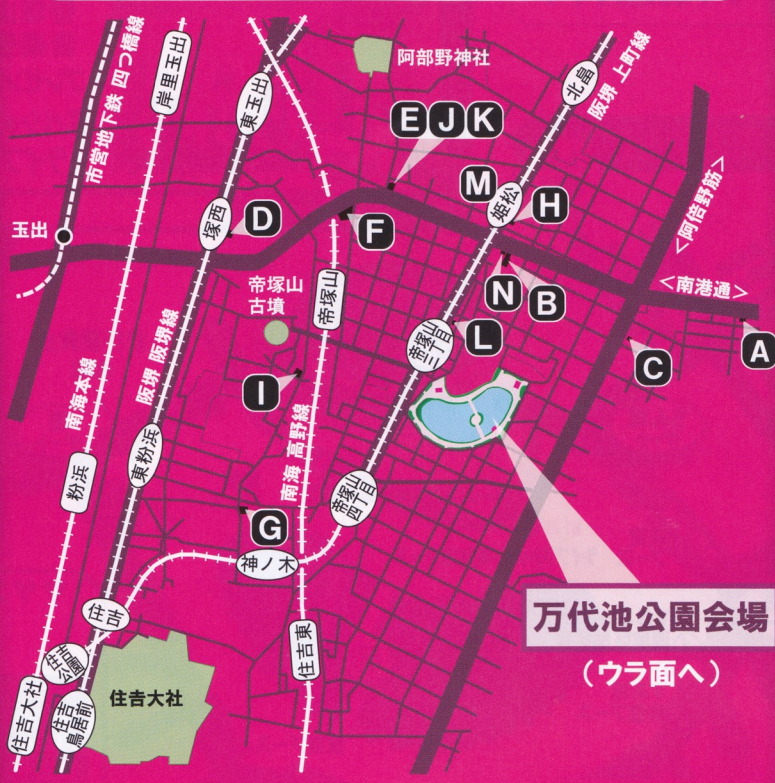 市営地下鉄 四つ橋線
岸里玉出
東玉出
阿部野神社
北畠
阪堺 上町線
E J K
M
姫松
H
<阿倍野筋>
玉出
塚西
D
F
帝塚山
古墳
帝塚山
N
B
<南港通>
A
L
帝塚山
三丁目
C
南海本線
阪堺 阪堺線
I
南海 高野線
粉浜
東粉浜
帝塚山
四丁目
G
神ノ木
万代池公園会場
(ウラ面へ)
住吉
住吉
公園
住吉東
住吉大社
住吉大社
住吉
鳥居前